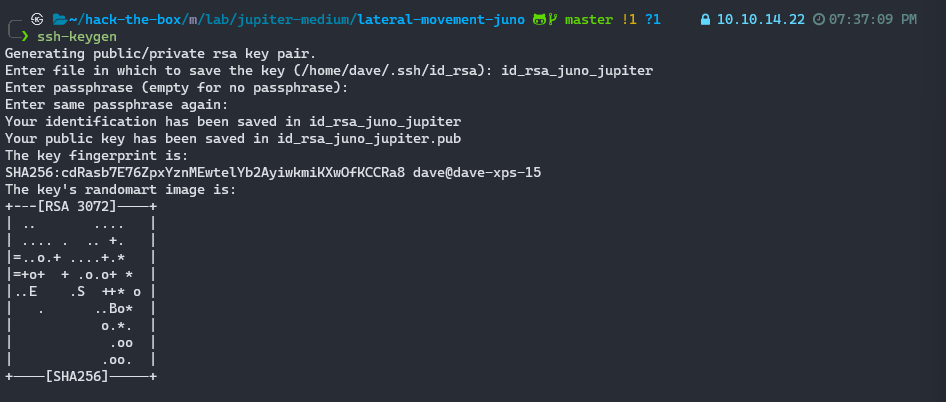 ~/hack-the-box/m/lab/jupiter-medium/lateral-movement-juno master !1 ?1 10.10.14.22 07:37:09 PM
❯ ssh-keygen
Generating public/private rsa key pair.
Enter file in which to save the key (/home/dave/.ssh/id_rsa): id_rsa_juno_jupiter
Enter passphrase (empty for no passphrase):
Enter same passphrase again:
Your identification has been saved in id_rsa_juno_jupiter
Your public key has been saved in id_rsa_juno_jupiter.pub
The key fingerprint is:
SHA256:cdRasb7E76ZpxYznMEwtelYb2AyiwkmiKXwOfKCCRa8 dave@dave-xps-15
The key's randomart image is:
+---[RSA 3072]----+
| ..       ....   |
| .... .  .. +.   |
|=..o.+ ....+.*   |
|=+o+  + .o.o+ *  |
|..E    .S  ++* o |
|   .      ..Bo*  |
|           o.*.  |
|            .oo  |
|           .oo.  |
+----[SHA256]-----+